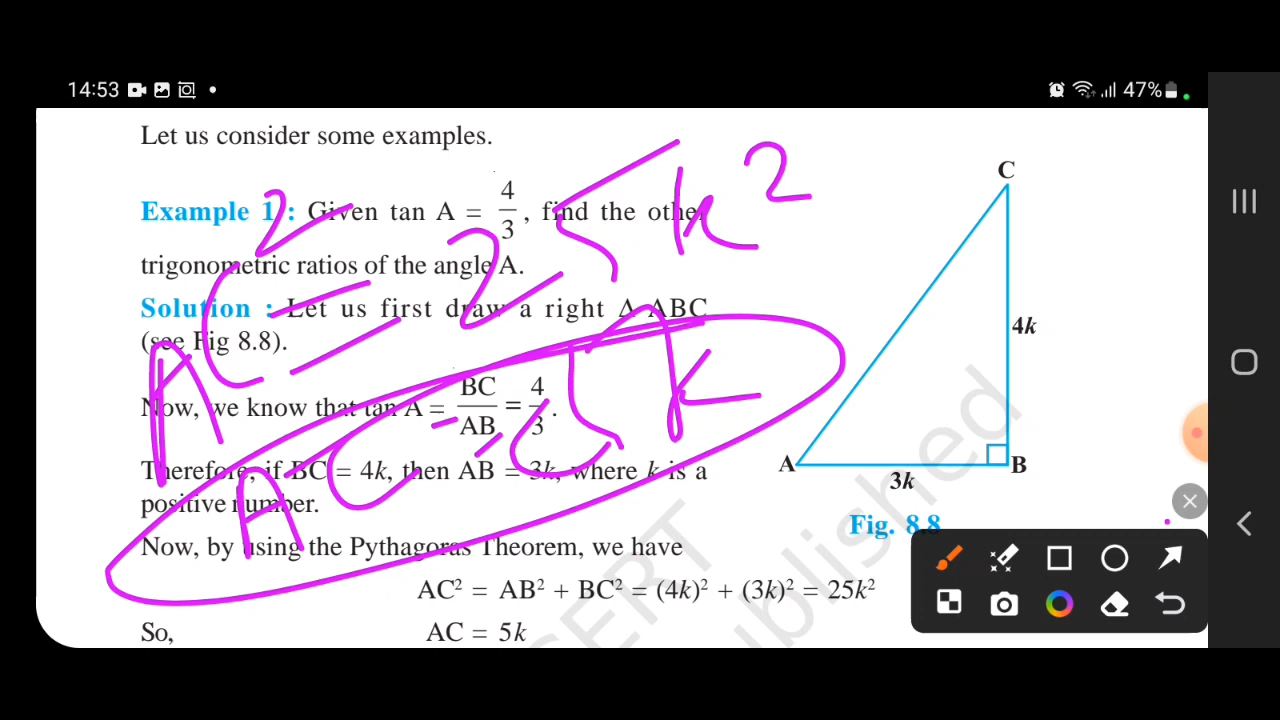 14:53 47%
Let us consider some examples.
Example 1 : Given tan A = 4/3, find the other
trigonometric ratios of the angle A.
Solution : Let us first draw a right Δ ABC
(see Fig 8.8).
Now, we know that tan A = BC/AB = 4/3.
Therefore, if BC = 4k, then AB = 3k, where k is a
positive number.
Now, by using the Pythagoras Theorem, we have
AC² = AB² + BC² = (4k)² + (3k)² = 25k²
So, AC = 5k
C
4k
A
B
3k
Fig. 8.8
AC² = 25k²
AC = 5k